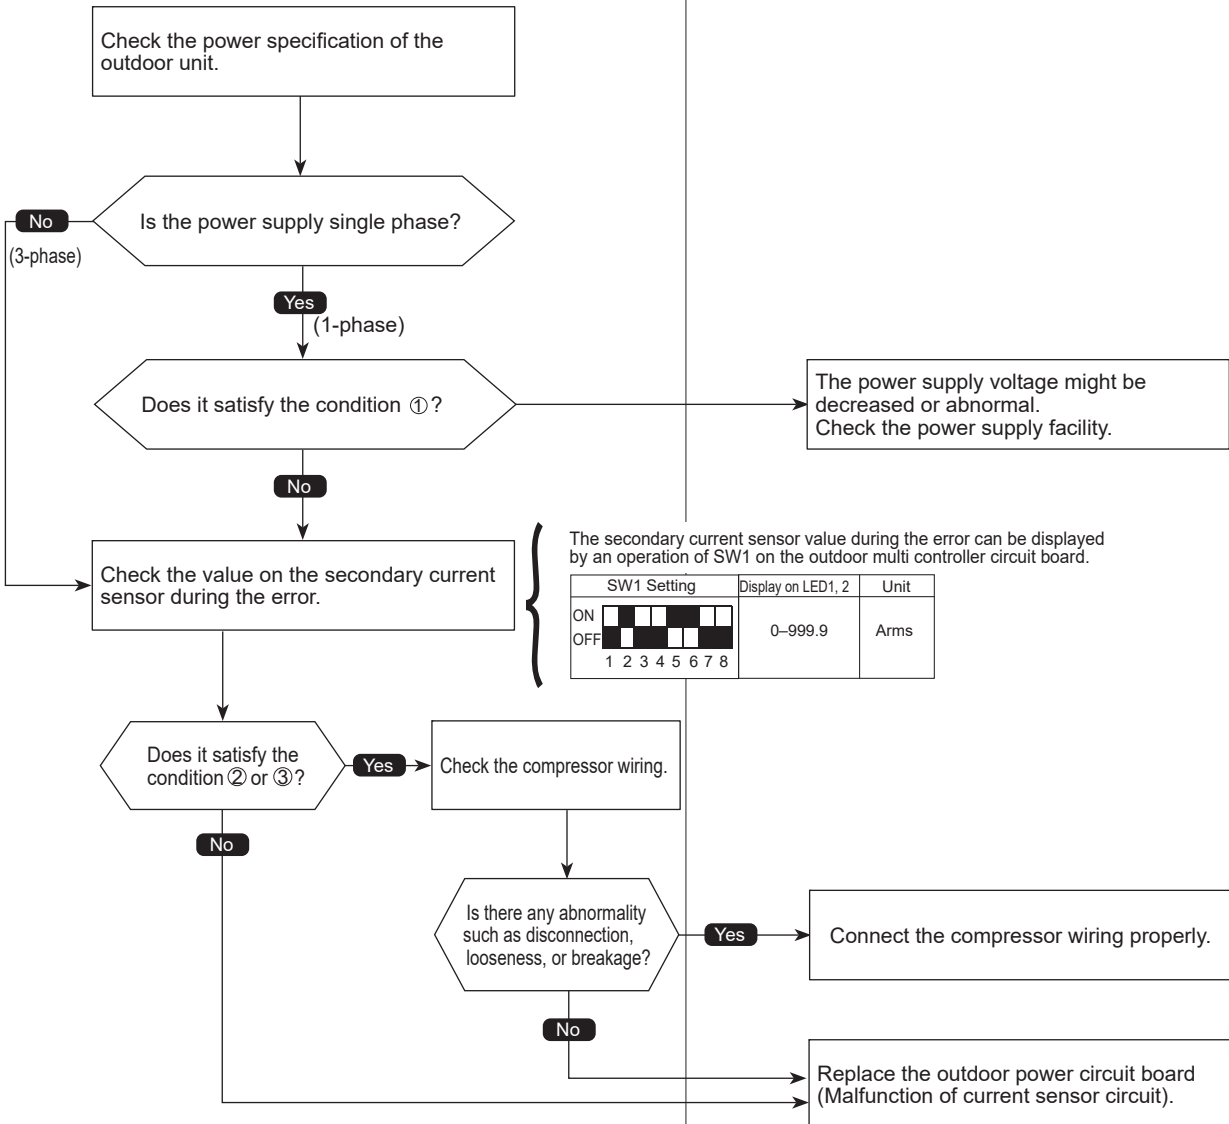 Check the power specification of the
outdoor unit.
Is the power supply single phase?
No
(3-phase)
Yes
(1-phase)
Does it satisfy the condition ①?
The power supply voltage might be
decreased or abnormal.
Check the power supply facility.
No
Check the value on the secondary current
sensor during the error.
The secondary current sensor value during the error can be displayed
by an operation of SW1 on the outdoor multi controller circuit board.
SW1 Setting Display on LED1, 2 Unit
ON
OFF
1 2 3 4 5 6 7 8
0–999.9 Arms
Does it satisfy the
condition ② or ③?
Yes
Check the compressor wiring.
No
Is there any abnormality
such as disconnection,
looseness, or breakage?
Yes
Connect the compressor wiring properly.
No
Replace the outdoor power circuit board
(Malfunction of current sensor circuit).